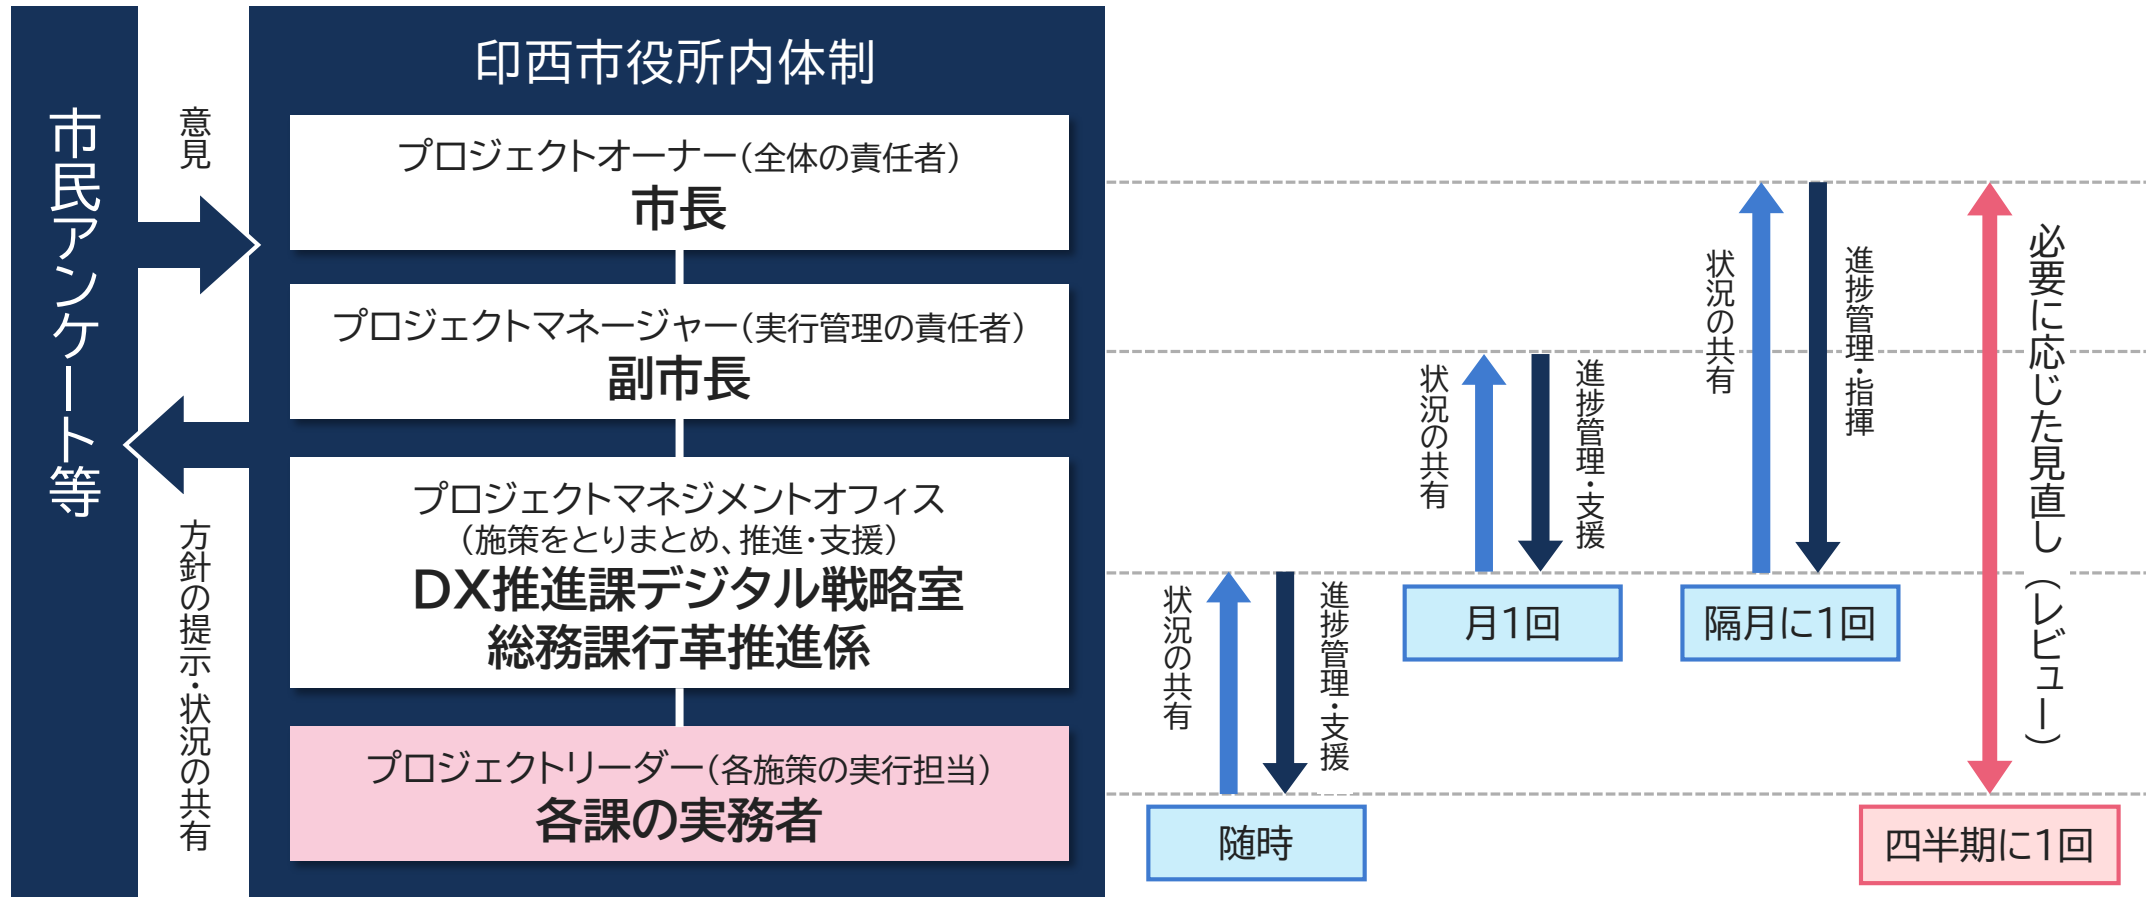 市民アンケート等
意見
方針の提示・状況の共有
印西市役所内体制
プロジェクトオーナー（全体の責任者）
市長
プロジェクトマネージャー（実行管理の責任者）
副市長
プロジェクトマネジメントオフィス
（施策をとりまとめ、推進・支援）
DX推進課デジタル戦略室
総務課行革推進係
プロジェクトリーダー（各施策の実行担当）
各課の実務者
状況の共有
進捗管理・支援
随時
状況の共有
進捗管理・支援
月1回
状況の共有
進捗管理・指揮
隔月に1回
必要に応じた見直し（レビュー）
四半期に1回